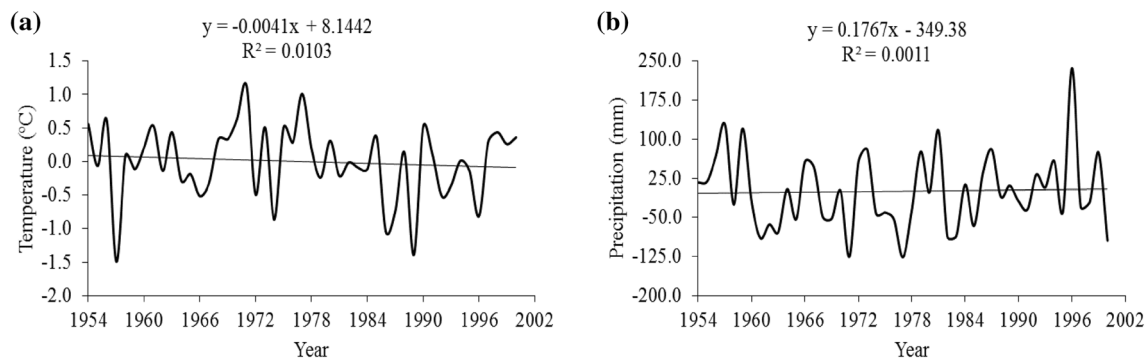 (a)
y = -0.0041x + 8.1442
R² = 0.0103
1.5
1.0
0.5
0.0
-0.5
-1.0
-1.5
-2.0
Temperature (°C)
1954 1960 1966 1972 1978 1984 1990 1996 2002
Year
(b)
y = 0.1767x - 349.38
R² = 0.0011
250.0
175.0
100.0
25.0
-50.0
-125.0
-200.0
Precipitation (mm)
1954 1960 1966 1972 1978 1984 1990 1996 2002
Year